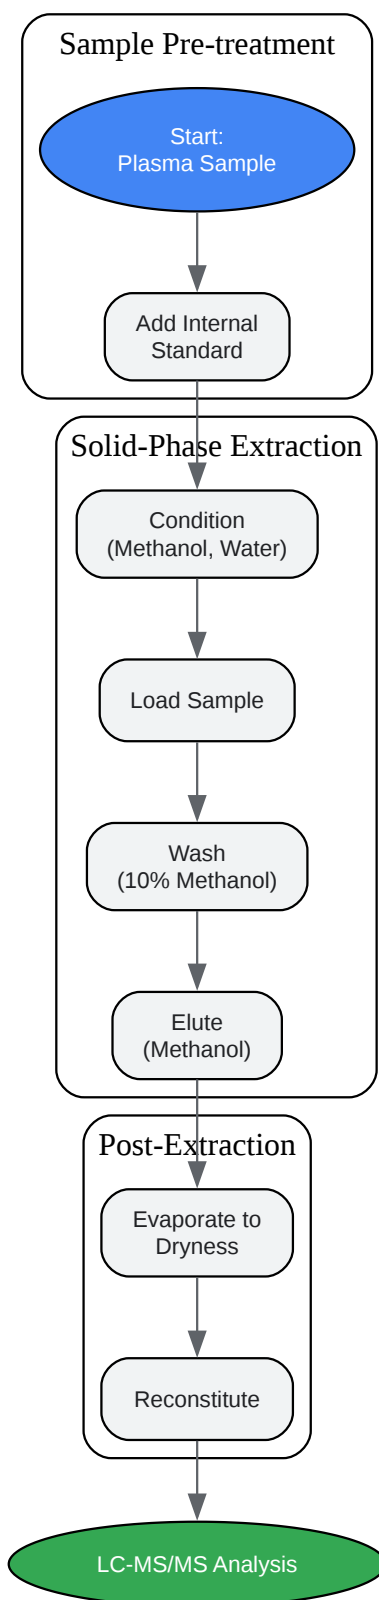 Sample Pre-treatment
Start:
Plasma Sample
Add Internal
Standard
Solid-Phase Extraction
Condition
(Methanol, Water)
Load Sample
Wash
(10% Methanol)
Elute
(Methanol)
Post-Extraction
Evaporate to
Dryness
Reconstitute
LC-MS/MS Analysis